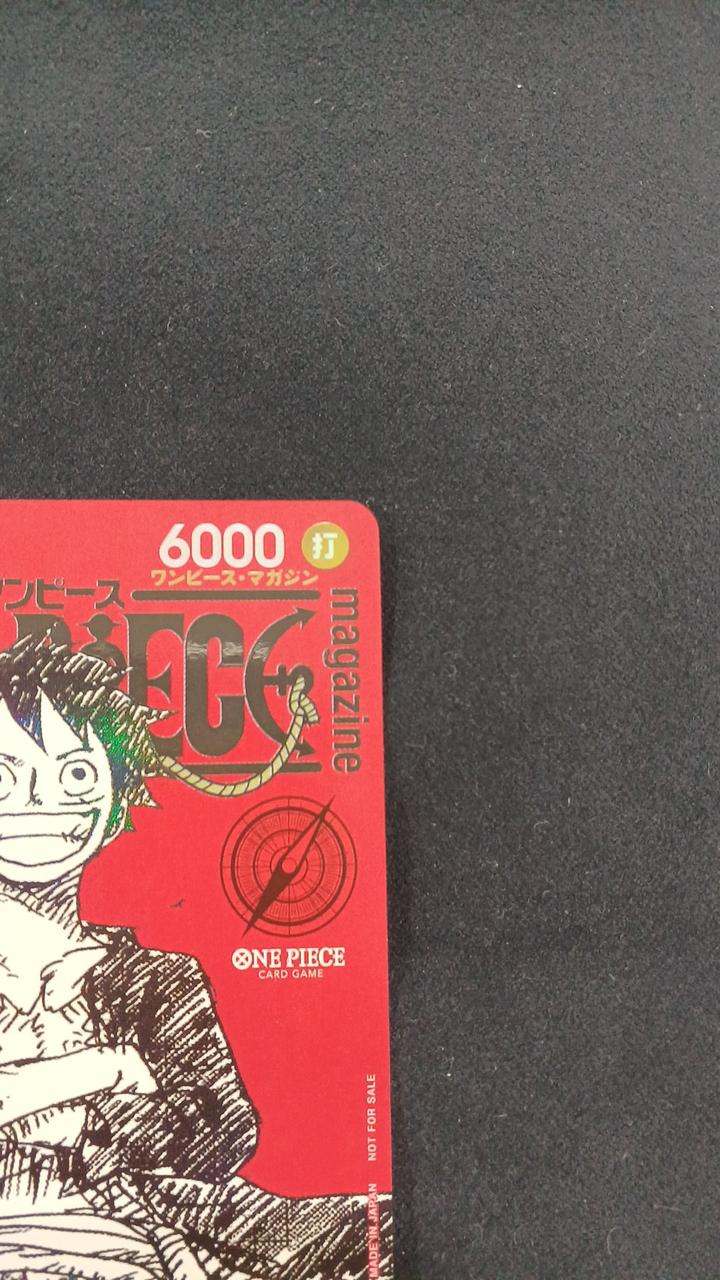 6000 打
ワンピース・マガジン
ンピース
PIECE
magazine
ONE PIECE
CARD GAME
NOT FOR SALE
MADE IN JAPAN